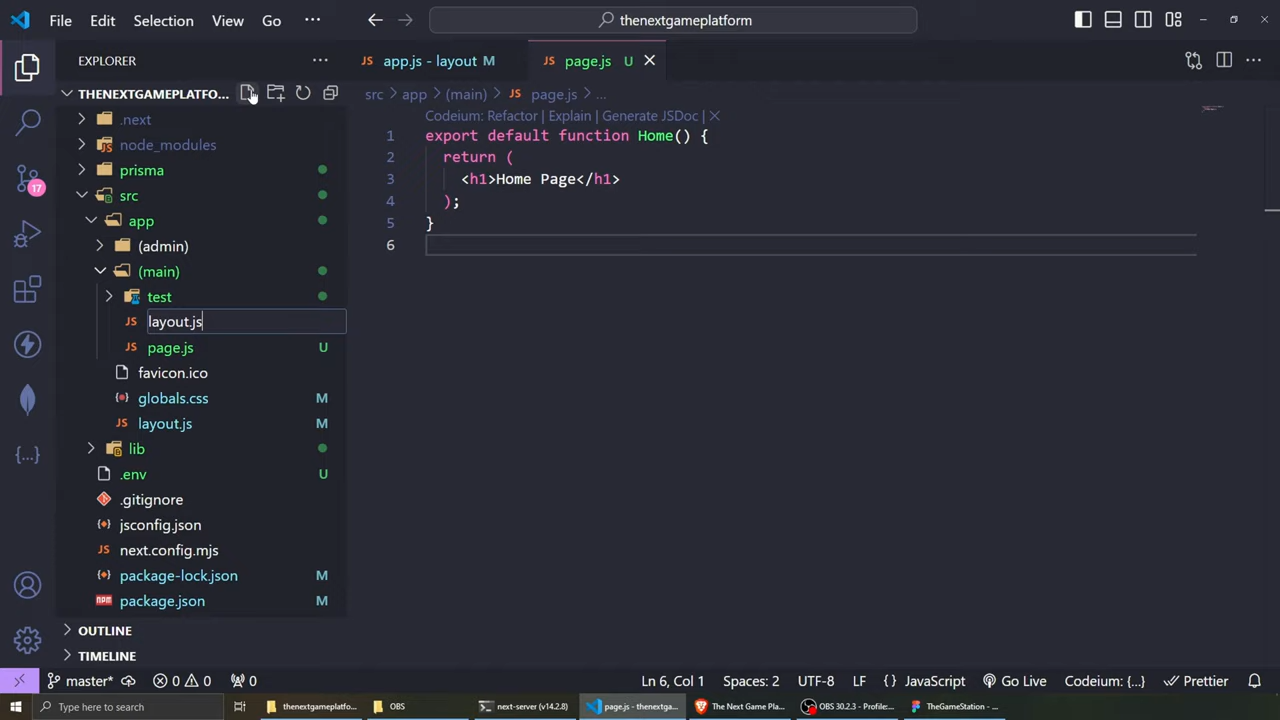 File Edit Selection View Go ··· thenextgameplatform
EXPLORER
THENEXTGAMEPLATFO...
.next
node_modules
prisma
src
app
(admin)
(main)
test
layout.js
page.js U
favicon.ico
globals.css M
layout.js M
lib
.env U
.gitignore
jsconfig.json
next.config.mjs
package-lock.json M
package.json M
OUTLINE
TIMELINE
JS app.js - layout M
JS page.js U
src app (main) JS page.js ...
Codeium: Refactor | Explain | Generate JSDoc | ×
1 export default function Home() {
2 return (
3 <h1>Home Page</h1>
4 );
5 }
6
17
master* 0 0 0 Ln 6, Col 1 Spaces: 2 UTF-8 LF { } JavaScript Go Live Codeium: {...} Prettier
Type here to search thenextgameplatfo... OBS next-server (v14.2.8) page.js - thenextga... The Next Game Pla... OBS 30.2.3 - Profile:... TheGameStation - ...